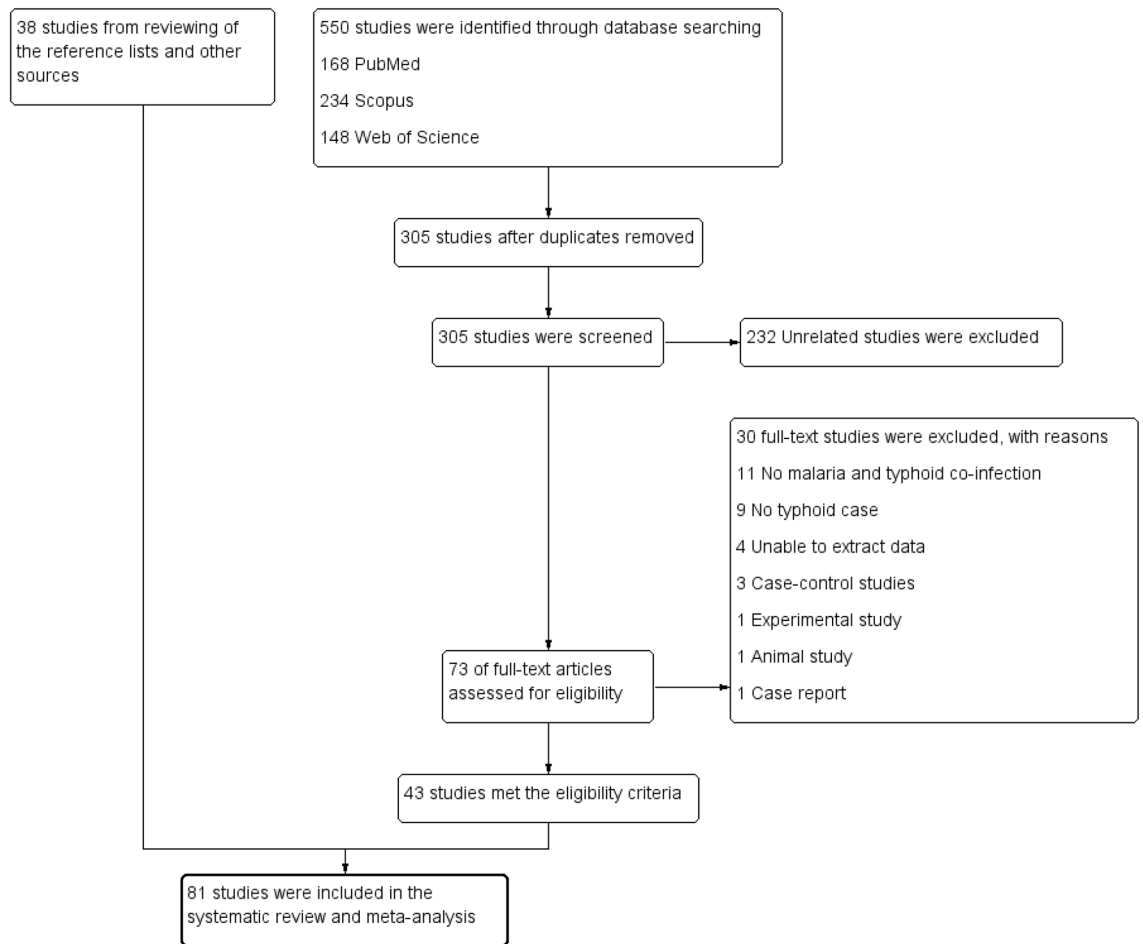 38 studies from reviewing of
the reference lists and other
sources
550 studies were identified through database searching
168 PubMed
234 Scopus
148 Web of Science
305 studies after duplicates removed
305 studies were screened
232 Unrelated studies were excluded
30 full-text studies were excluded, with reasons
11 No malaria and typhoid co-infection
9 No typhoid case
4 Unable to extract data
3 Case-control studies
1 Experimental study
1 Animal study
1 Case report
73 of full-text articles
assessed for eligibility
43 studies met the eligibility criteria
81 studies were included in the
systematic review and meta-analysis